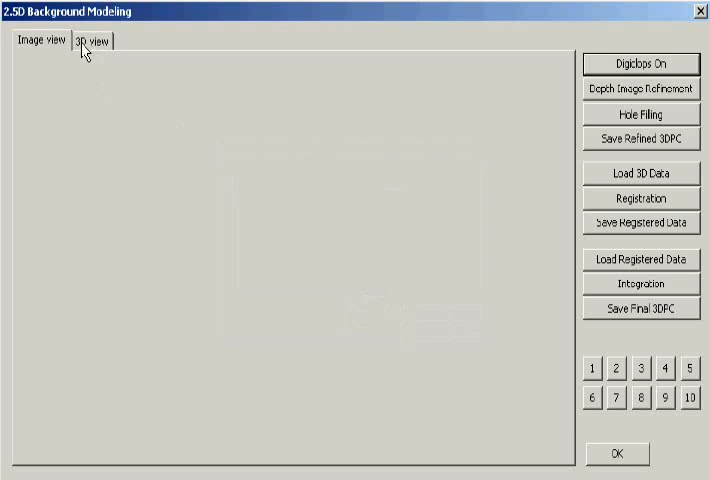 2.5D Background Modeling
Image view
3D view
Digiclops On
Depth Image Refinement
Hole Filing
Save Refined 3DPC
Load 3D Data
Registration
Save Registered Data
Load Registered Data
Integration
Save Final 3DPC
1 2 3 4 5
6 7 8 9 10
OK